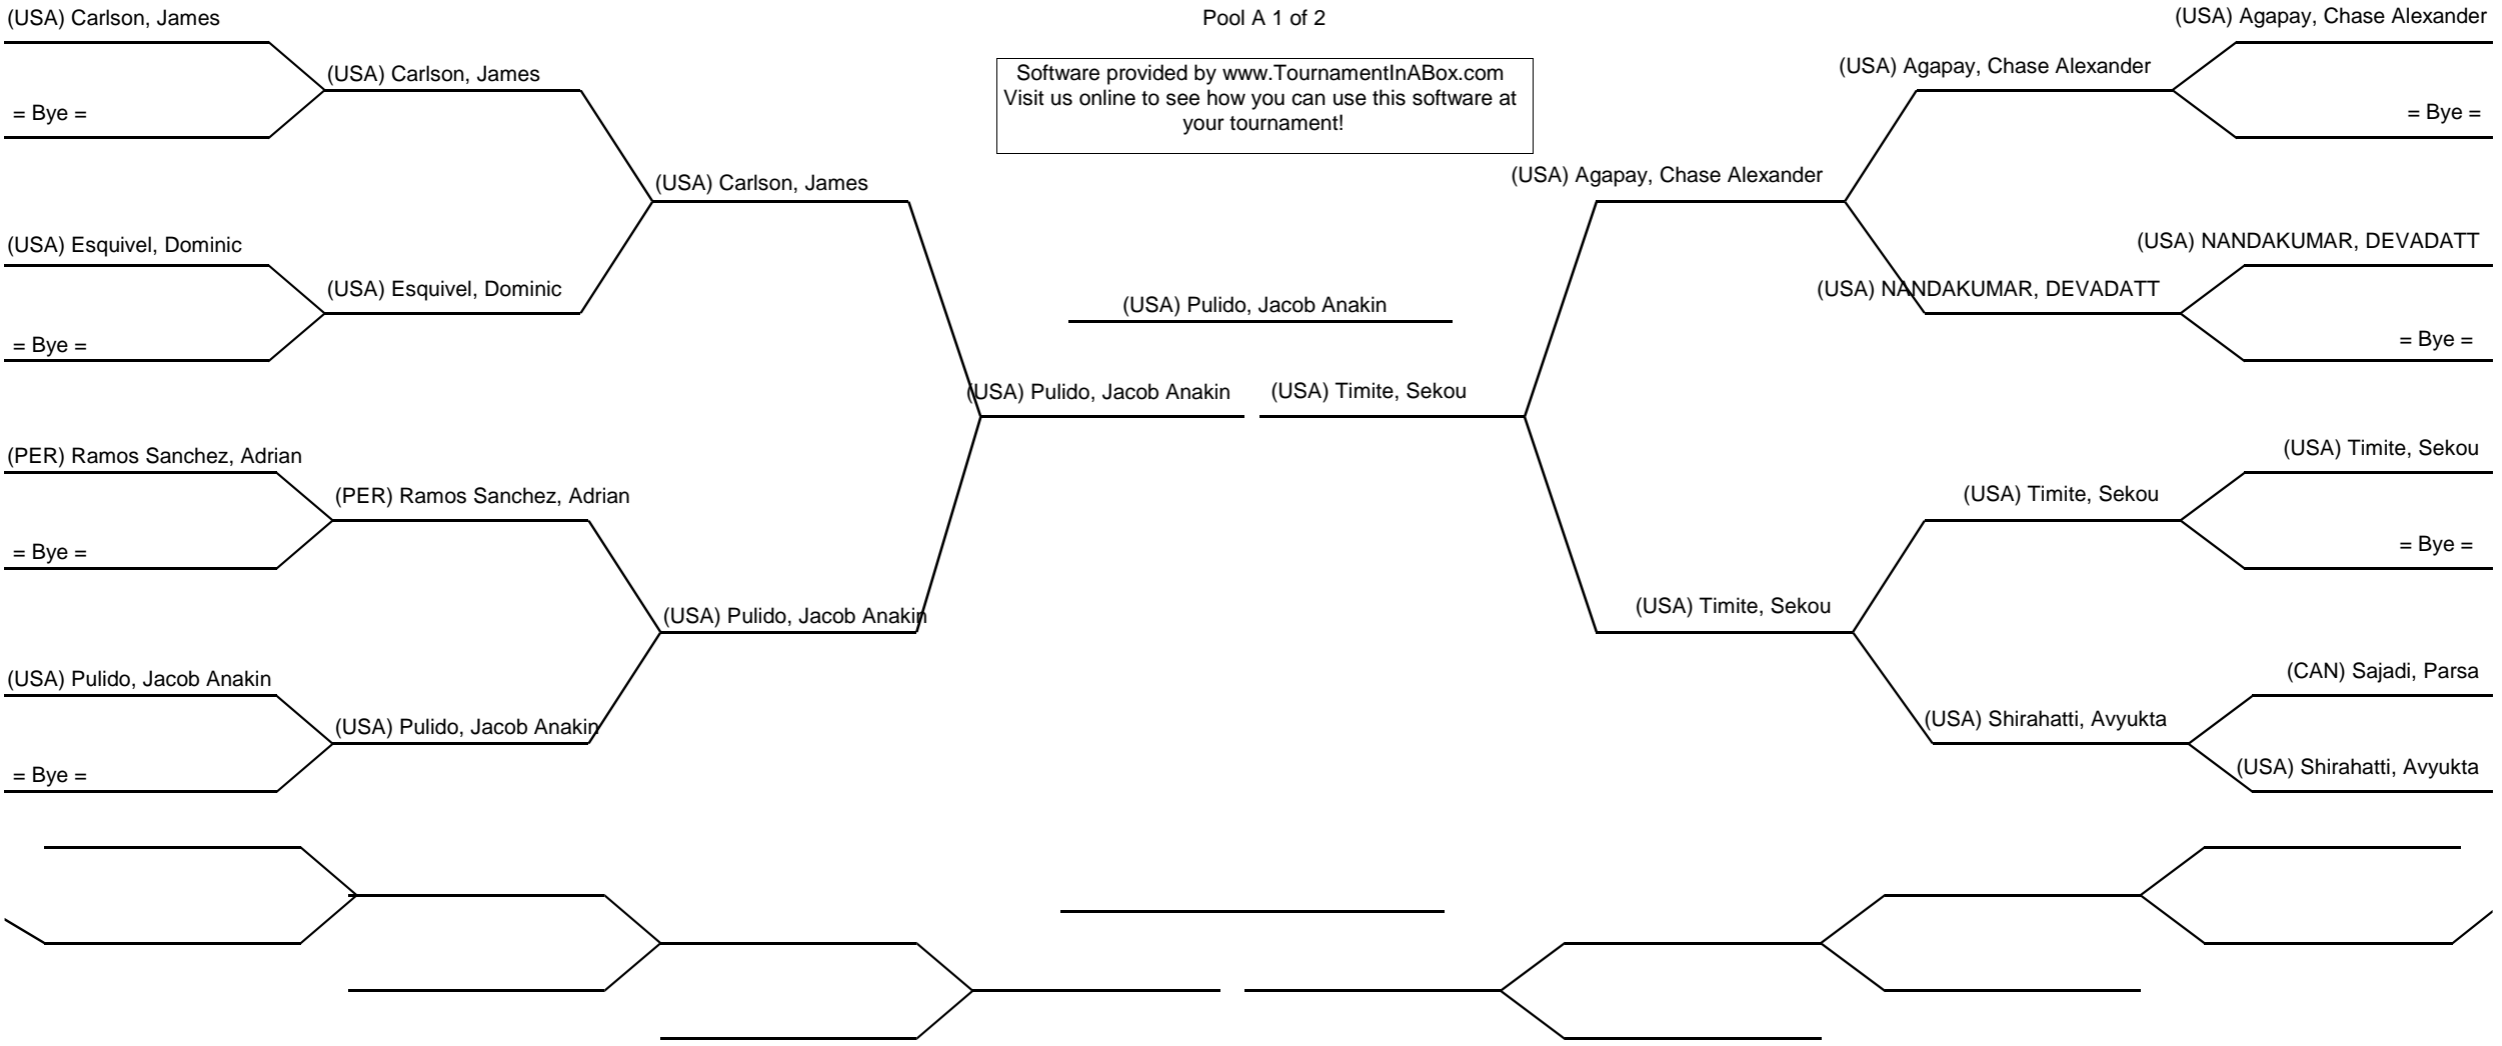 Pool A 1 of 2
Software provided by www.TournamentInABox.com
Visit us online to see how you can use this software at
your tournament!
(USA) Carlson, James
= Bye =
(USA) Esquivel, Dominic
= Bye =
(PER) Ramos Sanchez, Adrian
= Bye =
(USA) Pulido, Jacob Anakin
= Bye =
(USA) Carlson, James
(USA) Esquivel, Dominic
(PER) Ramos Sanchez, Adrian
(USA) Pulido, Jacob Anakin
(USA) Carlson, James
(USA) Pulido, Jacob Anakin
(USA) Pulido, Jacob Anakin
(USA) Pulido, Jacob Anakin
(USA) Timite, Sekou
(USA) Agapay, Chase Alexander
(USA) Timite, Sekou
(USA) Agapay, Chase Alexander
(USA) NANDAKUMAR, DEVADATT
(USA) Timite, Sekou
(USA) Shirahatti, Avyukta
(USA) Agapay, Chase Alexander
= Bye =
(USA) NANDAKUMAR, DEVADATT
= Bye =
(USA) Timite, Sekou
= Bye =
(CAN) Sajadi, Parsa
(USA) Shirahatti, Avyukta